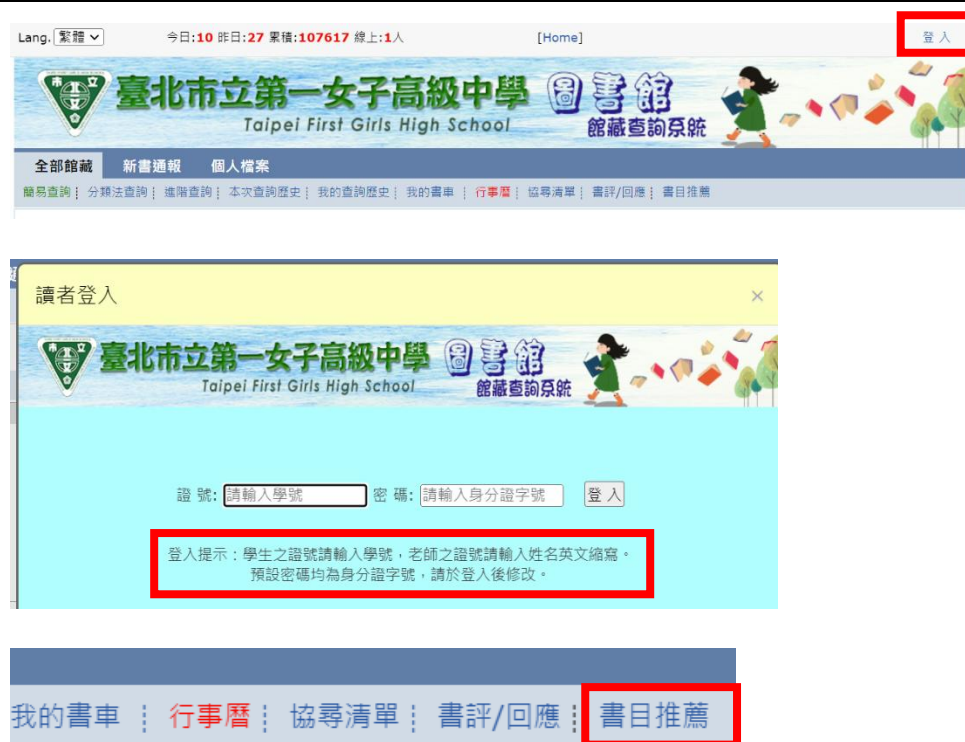 Lang. 繁體 今日:10 昨日:27 累積:107617 線上:1人 [Home] 登入
市立
臺北市立第一女子高級中學 圖書館
Taipei First Girls High School 館藏查詢系統
全部館藏 新書通報 個人檔案
簡易查詢 ┆ 分類法查詢 ┆ 進階查詢 ┆ 本次查詢歷史 ┆ 我的查詢歷史 ┆ 我的書車 ┆ 行事曆 ┆ 協尋清單 ┆ 書評/回應 ┆ 書目推薦
讀者登入 ×
市立
臺北市立第一女子高級中學 圖書館
Taipei First Girls High School 館藏查詢系統
證 號: 請輸入學號 密 碼: 請輸入身分證字號 登入
登入提示：學生之證號請輸入學號，老師之證號請輸入姓名英文縮寫。
預設密碼均為身分證字號，請於登入後修改。
我的書車 ┆ 行事曆 ┆ 協尋清單 ┆ 書評/回應 ┆ 書目推薦